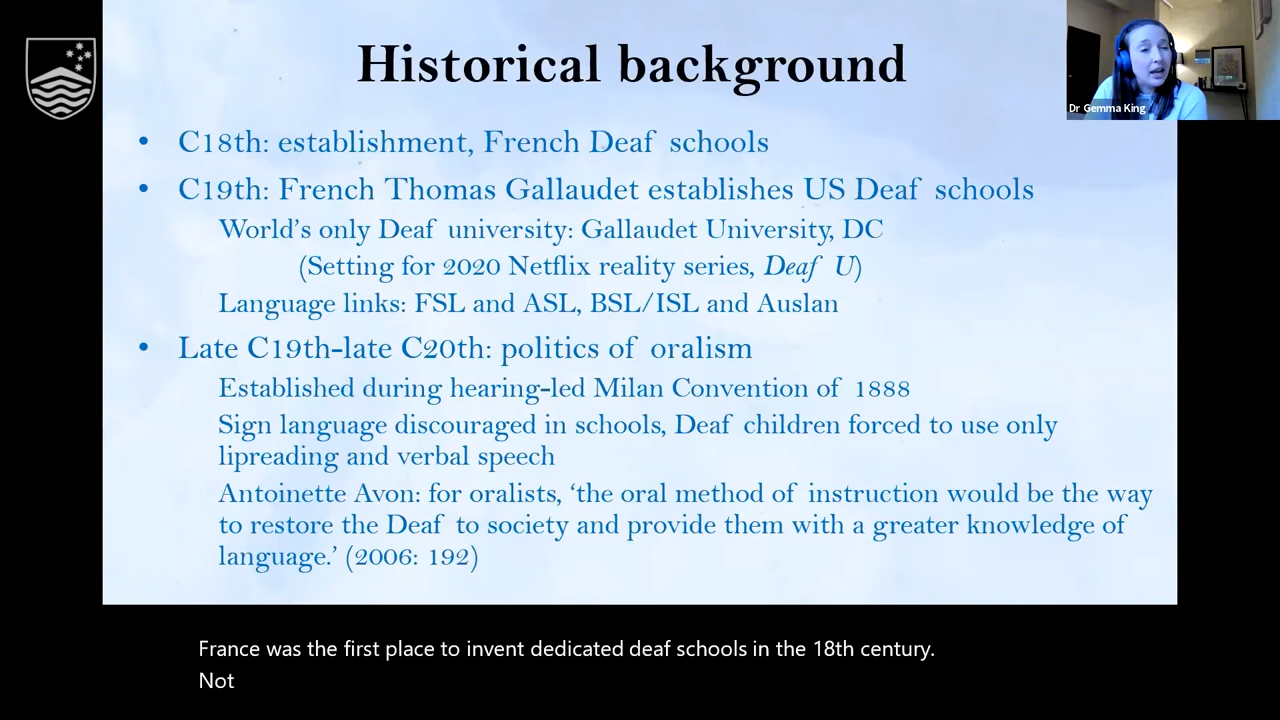 Historical background
Dr Gemma King
• C18th: establishment, French Deaf schools
• C19th: French Thomas Gallaudet establishes US Deaf schools
World's only Deaf university: Gallaudet University, DC
(Setting for 2020 Netflix reality series, Deaf U)
Language links: FSL and ASL, BSL/ISL and Auslan
• Late C19th-late C20th: politics of oralism
Established during hearing-led Milan Convention of 1888
Sign language discouraged in schools, Deaf children forced to use only
lipreading and verbal speech
Antoinette Avon: for oralists, ‘the oral method of instruction would be the way
to restore the Deaf to society and provide them with a greater knowledge of
language.’ (2006: 192)
France was the first place to invent dedicated deaf schools in the 18th century.
Not